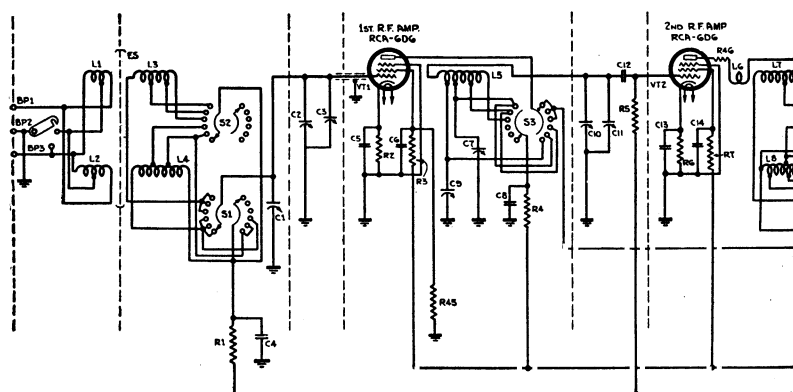 1ST. R.F. AMP.
RCA-6D6
2ND R.F. AMP
RCA-6D6
ES
L1
L3
L5
C12
R46
L6
L7
BP1
BP2
BP3
S2
C2
C3
VT1
S3
C10
C11
R5
VT2
L2
L4
C5
R2
C6
R3
C7
C13
R6
C14
R7
L8
S1
C1
C9
C8
R4
R45
R1
C4